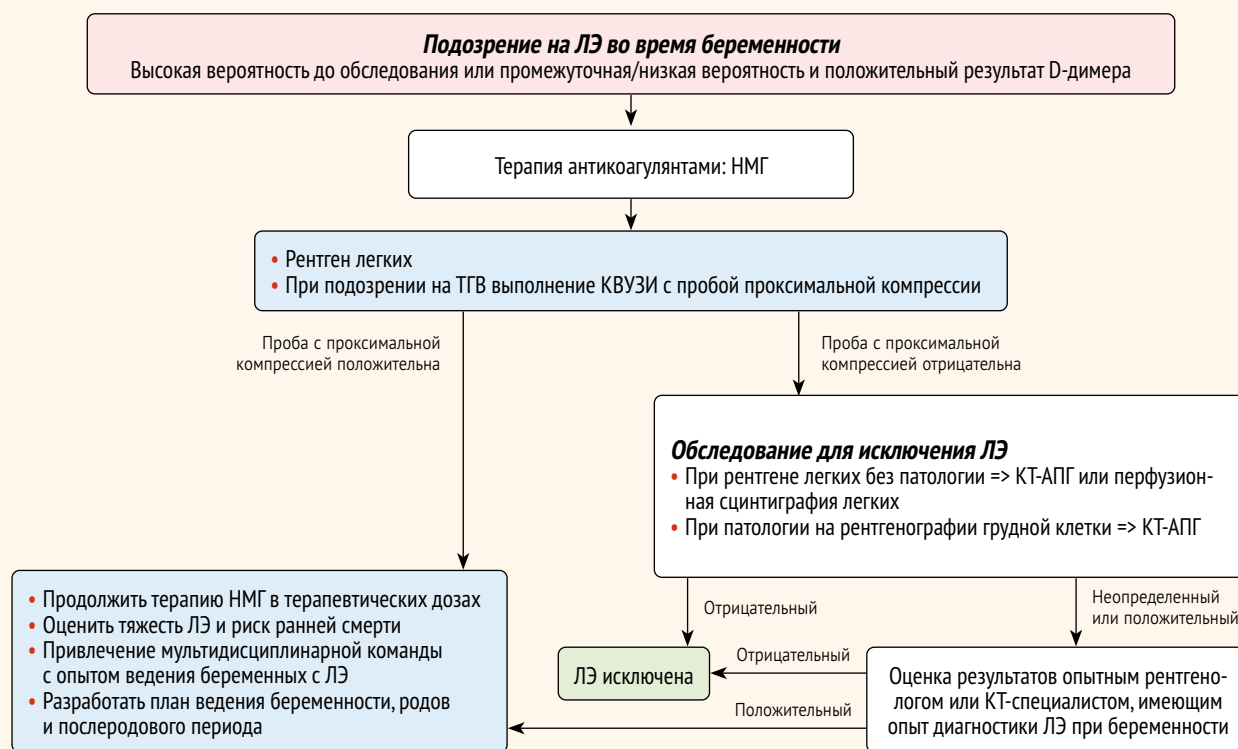 Подозрение на ЛЭ во время беременности
Высокая вероятность до обследования или промежуточная/низкая вероятность и положительный результат D-димера
Терапия антикоагулянтами: НМГ
• Рентген легких
• При подозрении на ТГВ выполнение КВУЗИ с пробой проксимальной компрессии
Проба с проксимальной
компрессией положительна
Проба с проксимальной
компрессией отрицательна
Обследование для исключения ЛЭ
• При рентгене легких без патологии => КТ-АПГ или перфузион-
ная сцинтиграфия легких
• При патологии на рентгенографии грудной клетки => КТ-АПГ
Отрицательный
Неопределенный
или положительный
• Продолжить терапию НМГ в терапевтических дозах
• Оценить тяжесть ЛЭ и риск ранней смерти
• Привлечение мультидисциплинарной команды
с опытом ведения беременных с ЛЭ
• Разработать план ведения беременности, родов
и послеродового периода
ЛЭ исключена
Отрицательный
Положительный
Оценка результатов опытным рентгено-
логом или КТ-специалистом, имеющим
опыт диагностики ЛЭ при беременности